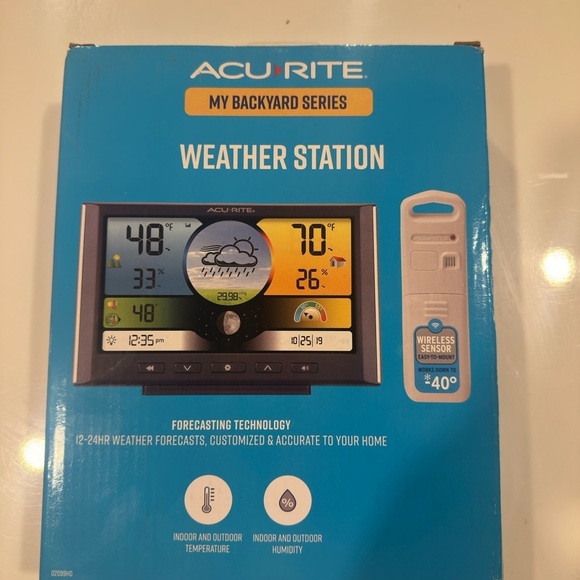 ACU RITE
MY BACKYARD SERIES
WEATHER STATION
ACU RITE
48 °F
70 °F
33 %
26 %
29.98
48°
12:35 pm
10|25|19
WIRELESS
SENSOR
EASY-TO-MOUNT
WORKS DOWN TO
-40°
FORECASTING TECHNOLOGY
12-24HR WEATHER FORECASTS, CUSTOMIZED & ACCURATE TO YOUR HOME
%
INDOOR AND OUTDOOR
TEMPERATURE
INDOOR AND OUTDOOR
HUMIDITY